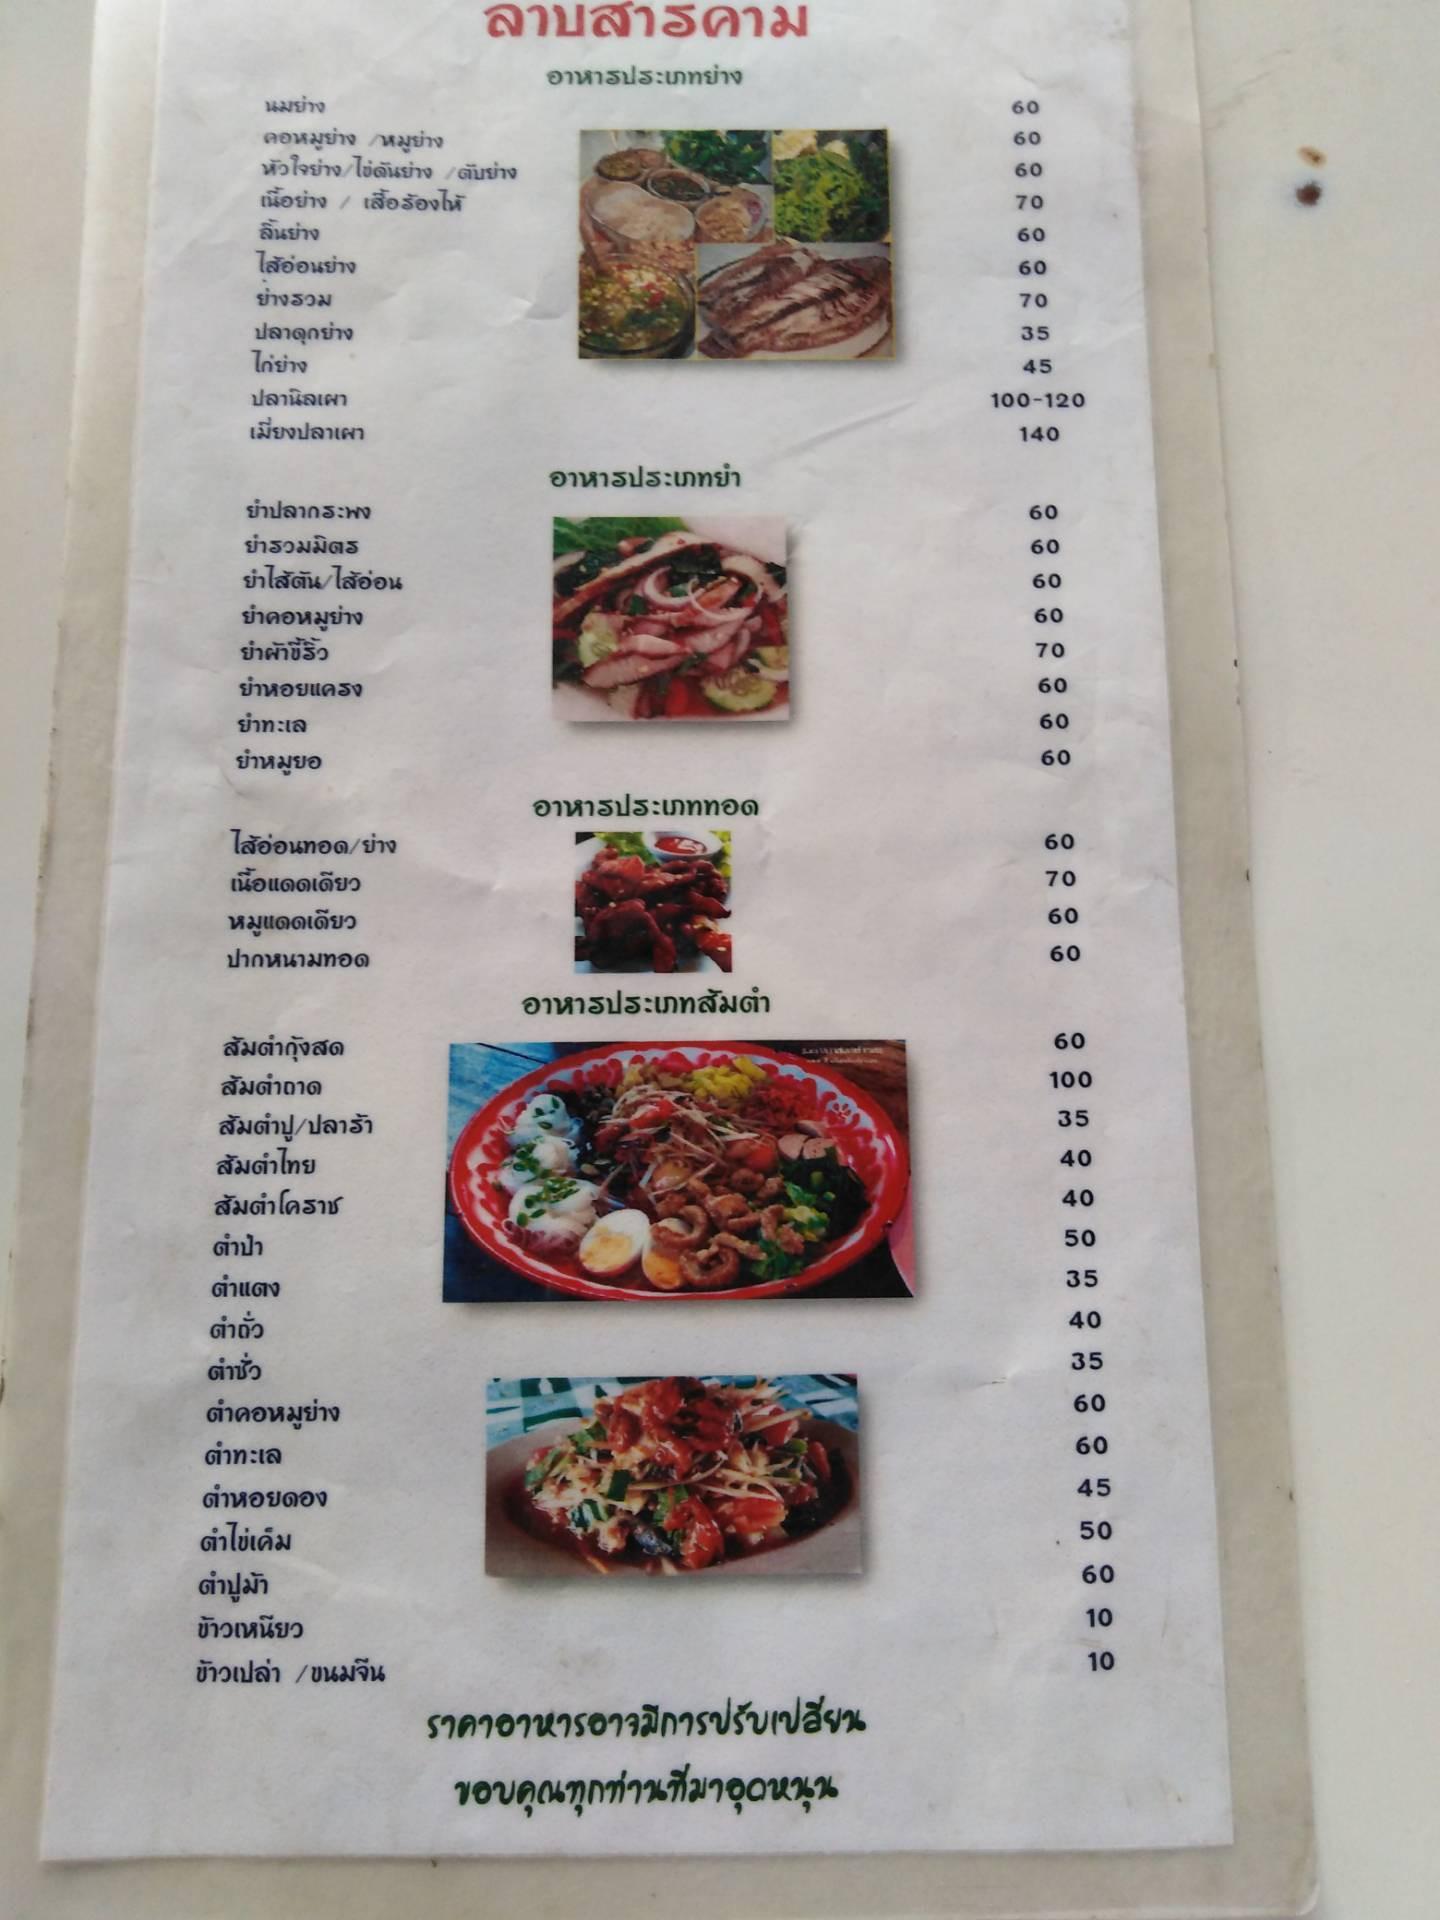 ลาบสารคาม
อาหารประเภทย่าง
นมย่าง 60
คอหมูย่าง /หมูย่าง 60
หัวใจย่าง/ไข่ดันย่าง /ตับย่าง 60
เนื้อย่าง / เสื้อร้องไห้ 70
ลิ้นย่าง 60
ไส้อ่อนย่าง 60
ย่างรวม 70
ปลาดุกย่าง 35
ไก่ย่าง 45
ปลานิลเผา 100-120
เมี่ยงปลาเผา 140
อาหารประเภทยำ
ยำปลากระพง 60
ยำรวมมิตร 60
ยำไส้ตัน/ไส้อ่อน 60
ยำคอหมูย่าง 60
ยำผ้าขี้ริ้ว 70
ยำหอยแครง 60
ยำทะเล 60
ยำหมูยอ 60
อาหารประเภททอด
ไส้อ่อนทอด/ย่าง 60
เนื้อแดดเดียว 70
หมูแดดเดียว 60
ปากหนามทอด 60
อาหารประเภทส้มตำ
ส้มตำกุ้งสด 60
ส้มตำถาด 100
ส้มตำปู/ปลาร้า 35
ส้มตำไทย 40
ส้มตำโคราช 40
ตำป่า 50
ตำแตง 35
ตำถั่ว 40
ตำซั่ว 35
ตำคอหมูย่าง 60
ตำทะเล 60
ตำหอยดอง 45
ตำไข่เค็ม 50
ตำปูม้า 60
ข้าวเหนียว 10
ข้าวเปล่า /ขนมจีน 10
ราคาอาหารอาจมีการปรับเปลียน
ขอบคุณทุกท่านทีมาอุดหนุน